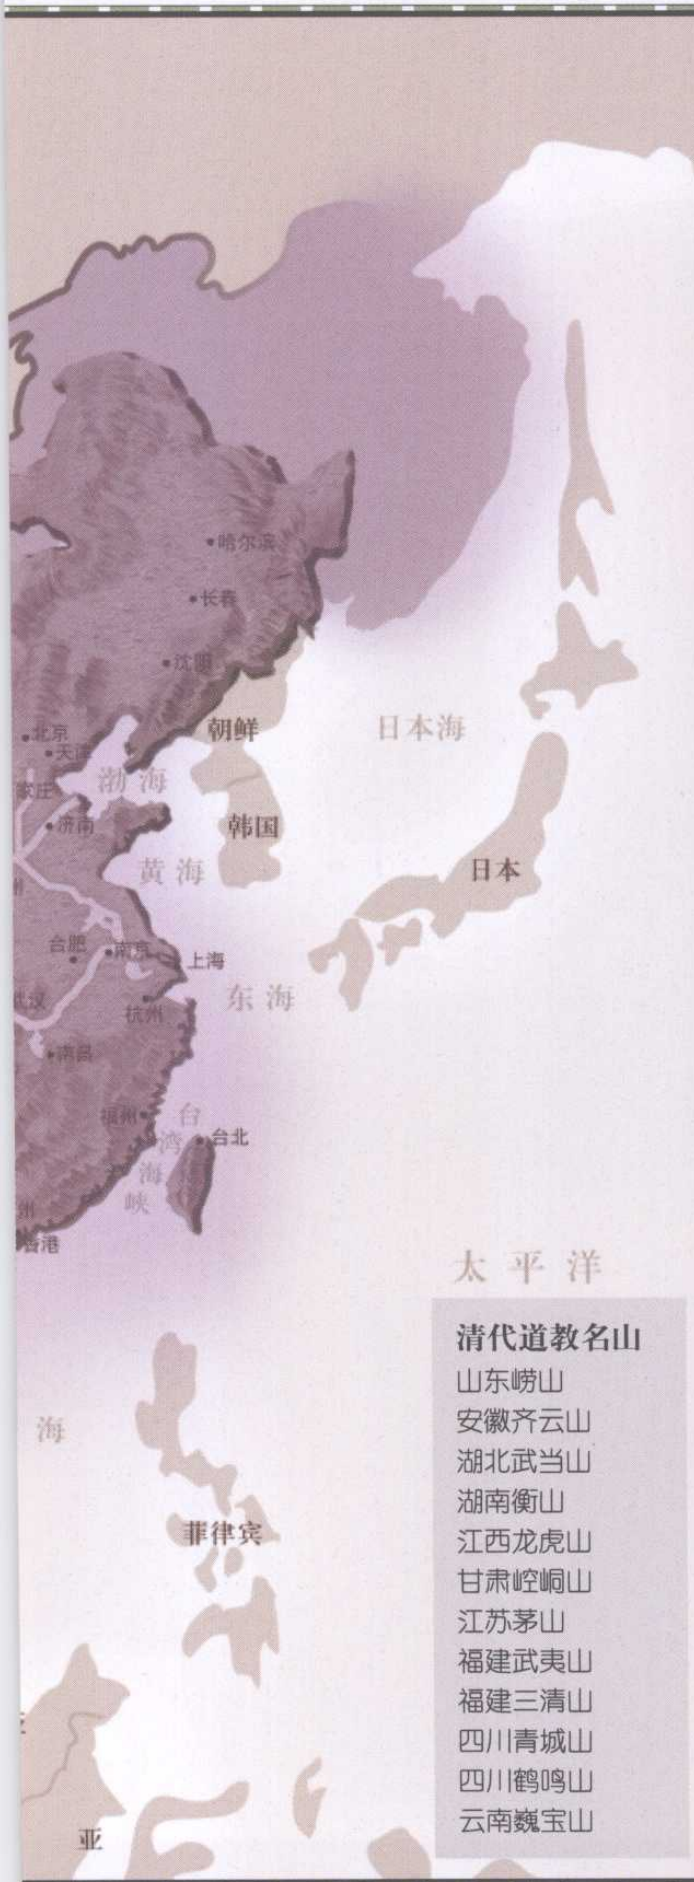 哈尔滨
长春
沈阳
朝鲜
日本海
北京
天津
渤海
家庄
济南
韩国
黄海
日本
合肥
南京
上海
东海
武汉
杭州
南昌
福州
台湾海峡
台北
州
香港
太平洋
海
菲律宾
亚
清代道教名山
山东崂山
安徽齐云山
湖北武当山
湖南衡山
江西龙虎山
甘肃崆峒山
江苏茅山
福建武夷山
福建三清山
四川青城山
四川鹤鸣山
云南巍宝山